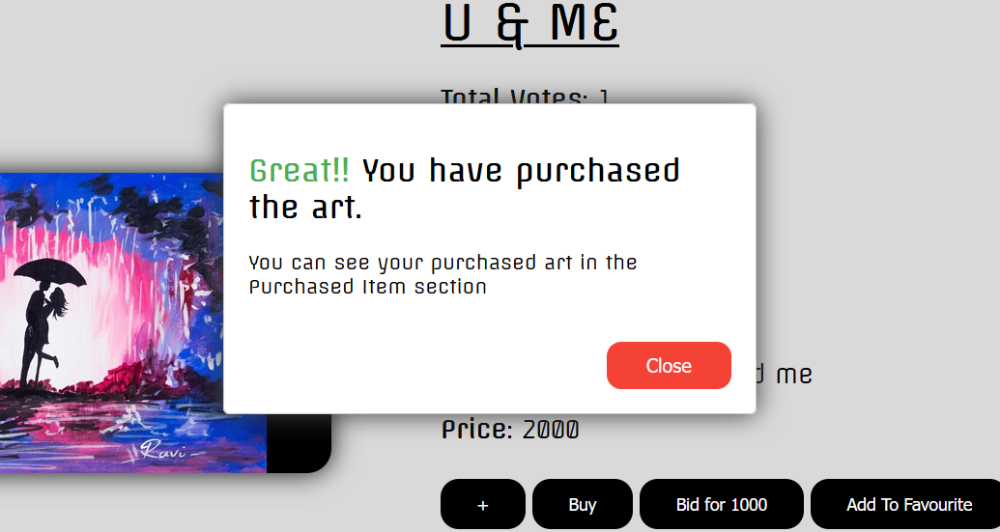 U & ME
Total Votes: 1
Great!! You have purchased
the art.
You can see your purchased art in the
Purchased Item section
Close
me
Price: 2000
Ravi
+
Buy
Bid for 1000
Add To Favourite